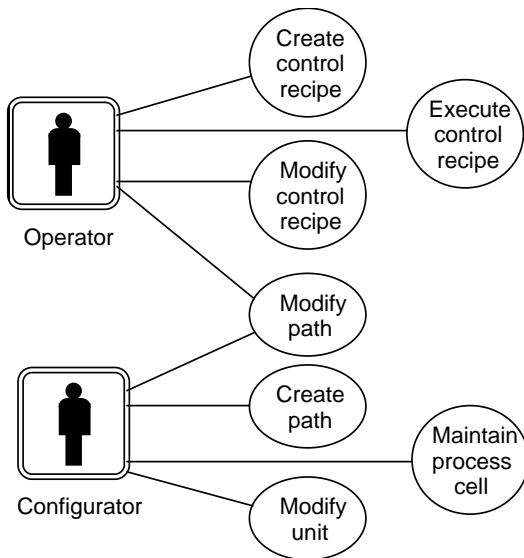 Create
control
recipe
Execute
control
recipe
Modify
control
recipe
Operator
Modify
path
Create
path
Maintain
process
cell
Configurator
Modify
unit